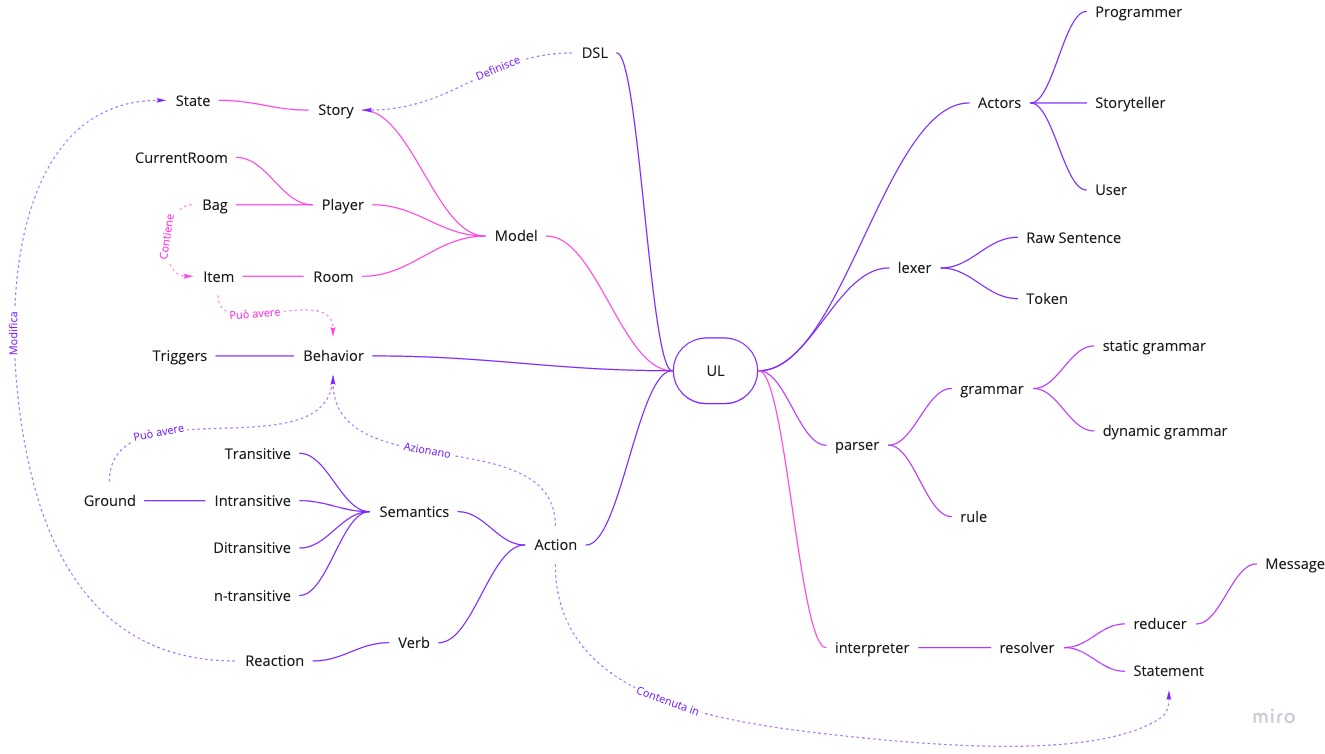 Programmer
DSL
Definisce
State
Story
Actors
Storyteller
CurrentRoom
Bag
Player
User
Contiene
Model
Raw Sentence
Item
Room
lexer
Token
Può avere
Modifica
Triggers
Behavior
UL
static grammar
grammar
dynamic grammar
Può avere
Azionano
parser
Transitive
Ground
Intransitive
Semantics
rule
Ditransitive
Action
n-transitive
Message
Verb
reducer
interpreter
resolver
Reaction
Statement
Contenuta in
miro